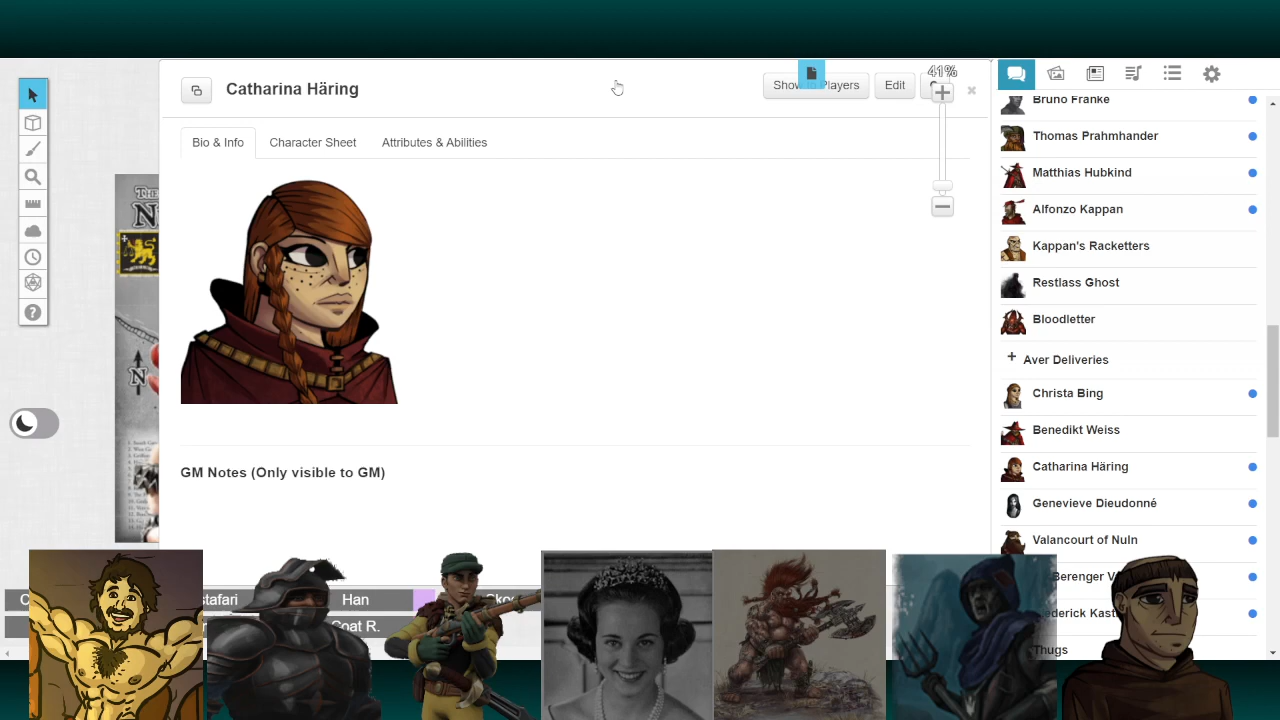 Catharina Häring
Show to Players
Edit
41%
Bio & Info
Character Sheet
Attributes & Abilities
GM Notes (Only visible to GM)
N
Han
Coat R.
Bruno Franke
Thomas Prahmhander
Matthias Hubkind
Alfonzo Kappan
Kappan's Racketters
Restlass Ghost
Bloodletter
+ Aver Deliveries
Christa Bing
Benedikt Weiss
Catharina Häring
Genevieve Dieudonné
Valancourt of Nuln
Berenger
Thugs